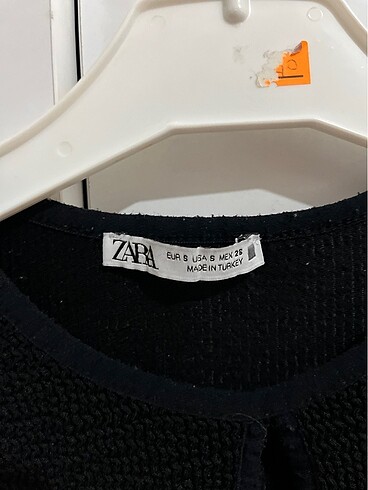 ZARA
EUR S USA S MEX 26
MADE IN TURKEY